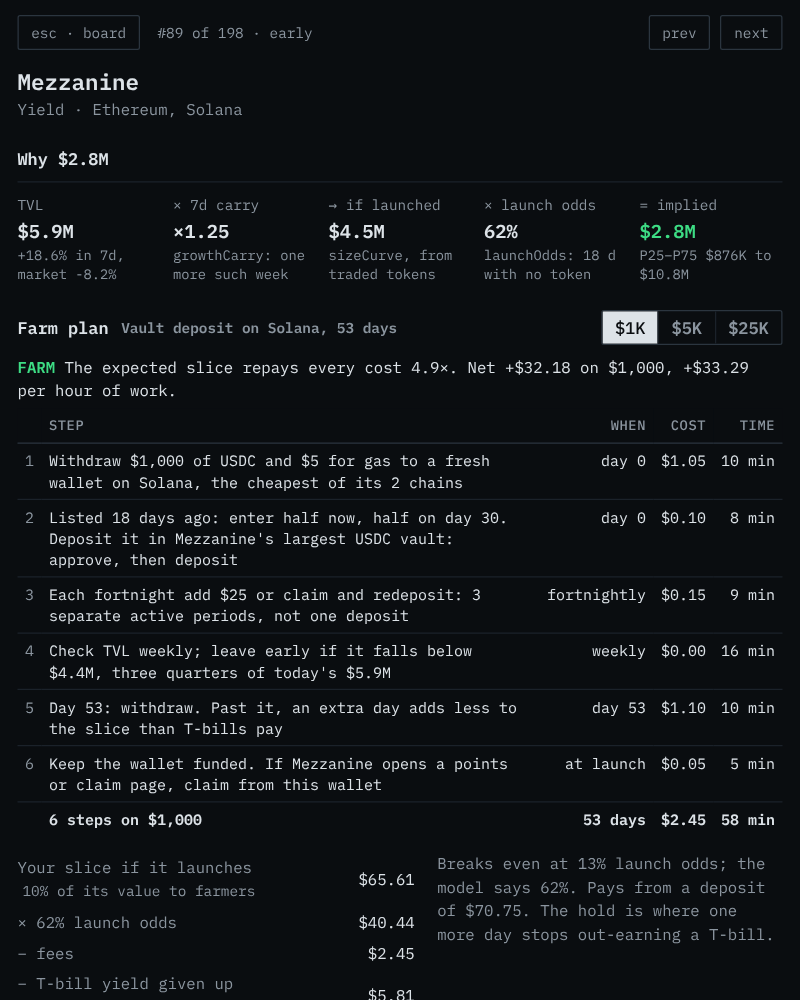 esc · board #89 of 198 · early prev next
Mezzanine
Yield · Ethereum, Solana
Why $2.8M
TVL × 7d carry → if launched × launch odds = implied
$5.9M ×1.25 $4.5M 62% $2.8M
+18.6% in 7d, growthCarry: one sizeCurve, from launchOdds: 18 d P25–P75 $876K to
market -8.2% more such week traded tokens with no token $10.8M
Farm plan Vault deposit on Solana, 53 days $1K $5K $25K
FARM The expected slice repays every cost 4.9×. Net +$32.18 on $1,000, +$33.29
per hour of work.
STEP WHEN COST TIME
1 Withdraw $1,000 of USDC and $5 for gas to a fresh day 0 $1.05 10 min
wallet on Solana, the cheapest of its 2 chains
2 Listed 18 days ago: enter half now, half on day 30. day 0 $0.10 8 min
Deposit it in Mezzanine's largest USDC vault:
approve, then deposit
3 Each fortnight add $25 or claim and redeposit: 3 fortnightly $0.15 9 min
separate active periods, not one deposit
4 Check TVL weekly; leave early if it falls below weekly $0.00 16 min
$4.4M, three quarters of today's $5.9M
5 Day 53: withdraw. Past it, an extra day adds less to day 53 $1.10 10 min
the slice than T-bills pay
6 Keep the wallet funded. If Mezzanine opens a points at launch $0.05 5 min
or claim page, claim from this wallet
6 steps on $1,000 53 days $2.45 58 min
Your slice if it launches $65.61
10% of its value to farmers
× 62% launch odds $40.44
− fees $2.45
− T-bill yield given up $5.81
Breaks even at 13% launch odds; the
model says 62%. Pays from a deposit
of $70.75. The hold is where one
more day stops out-earning a T-bill.